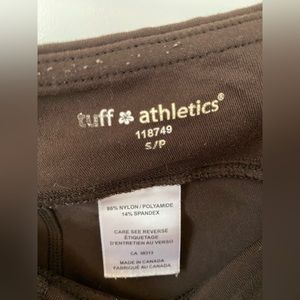 tuff athletics®
118749
S/P
86% NYLON / POLYAMIDE
14% SPANDEX
CARE SEE REVERSE
ÉTIQUETAGE
D'ENTRETIEN AU VERSO
CA 38313
MADE IN CANADA
FABRIQUÉ AU CANADA